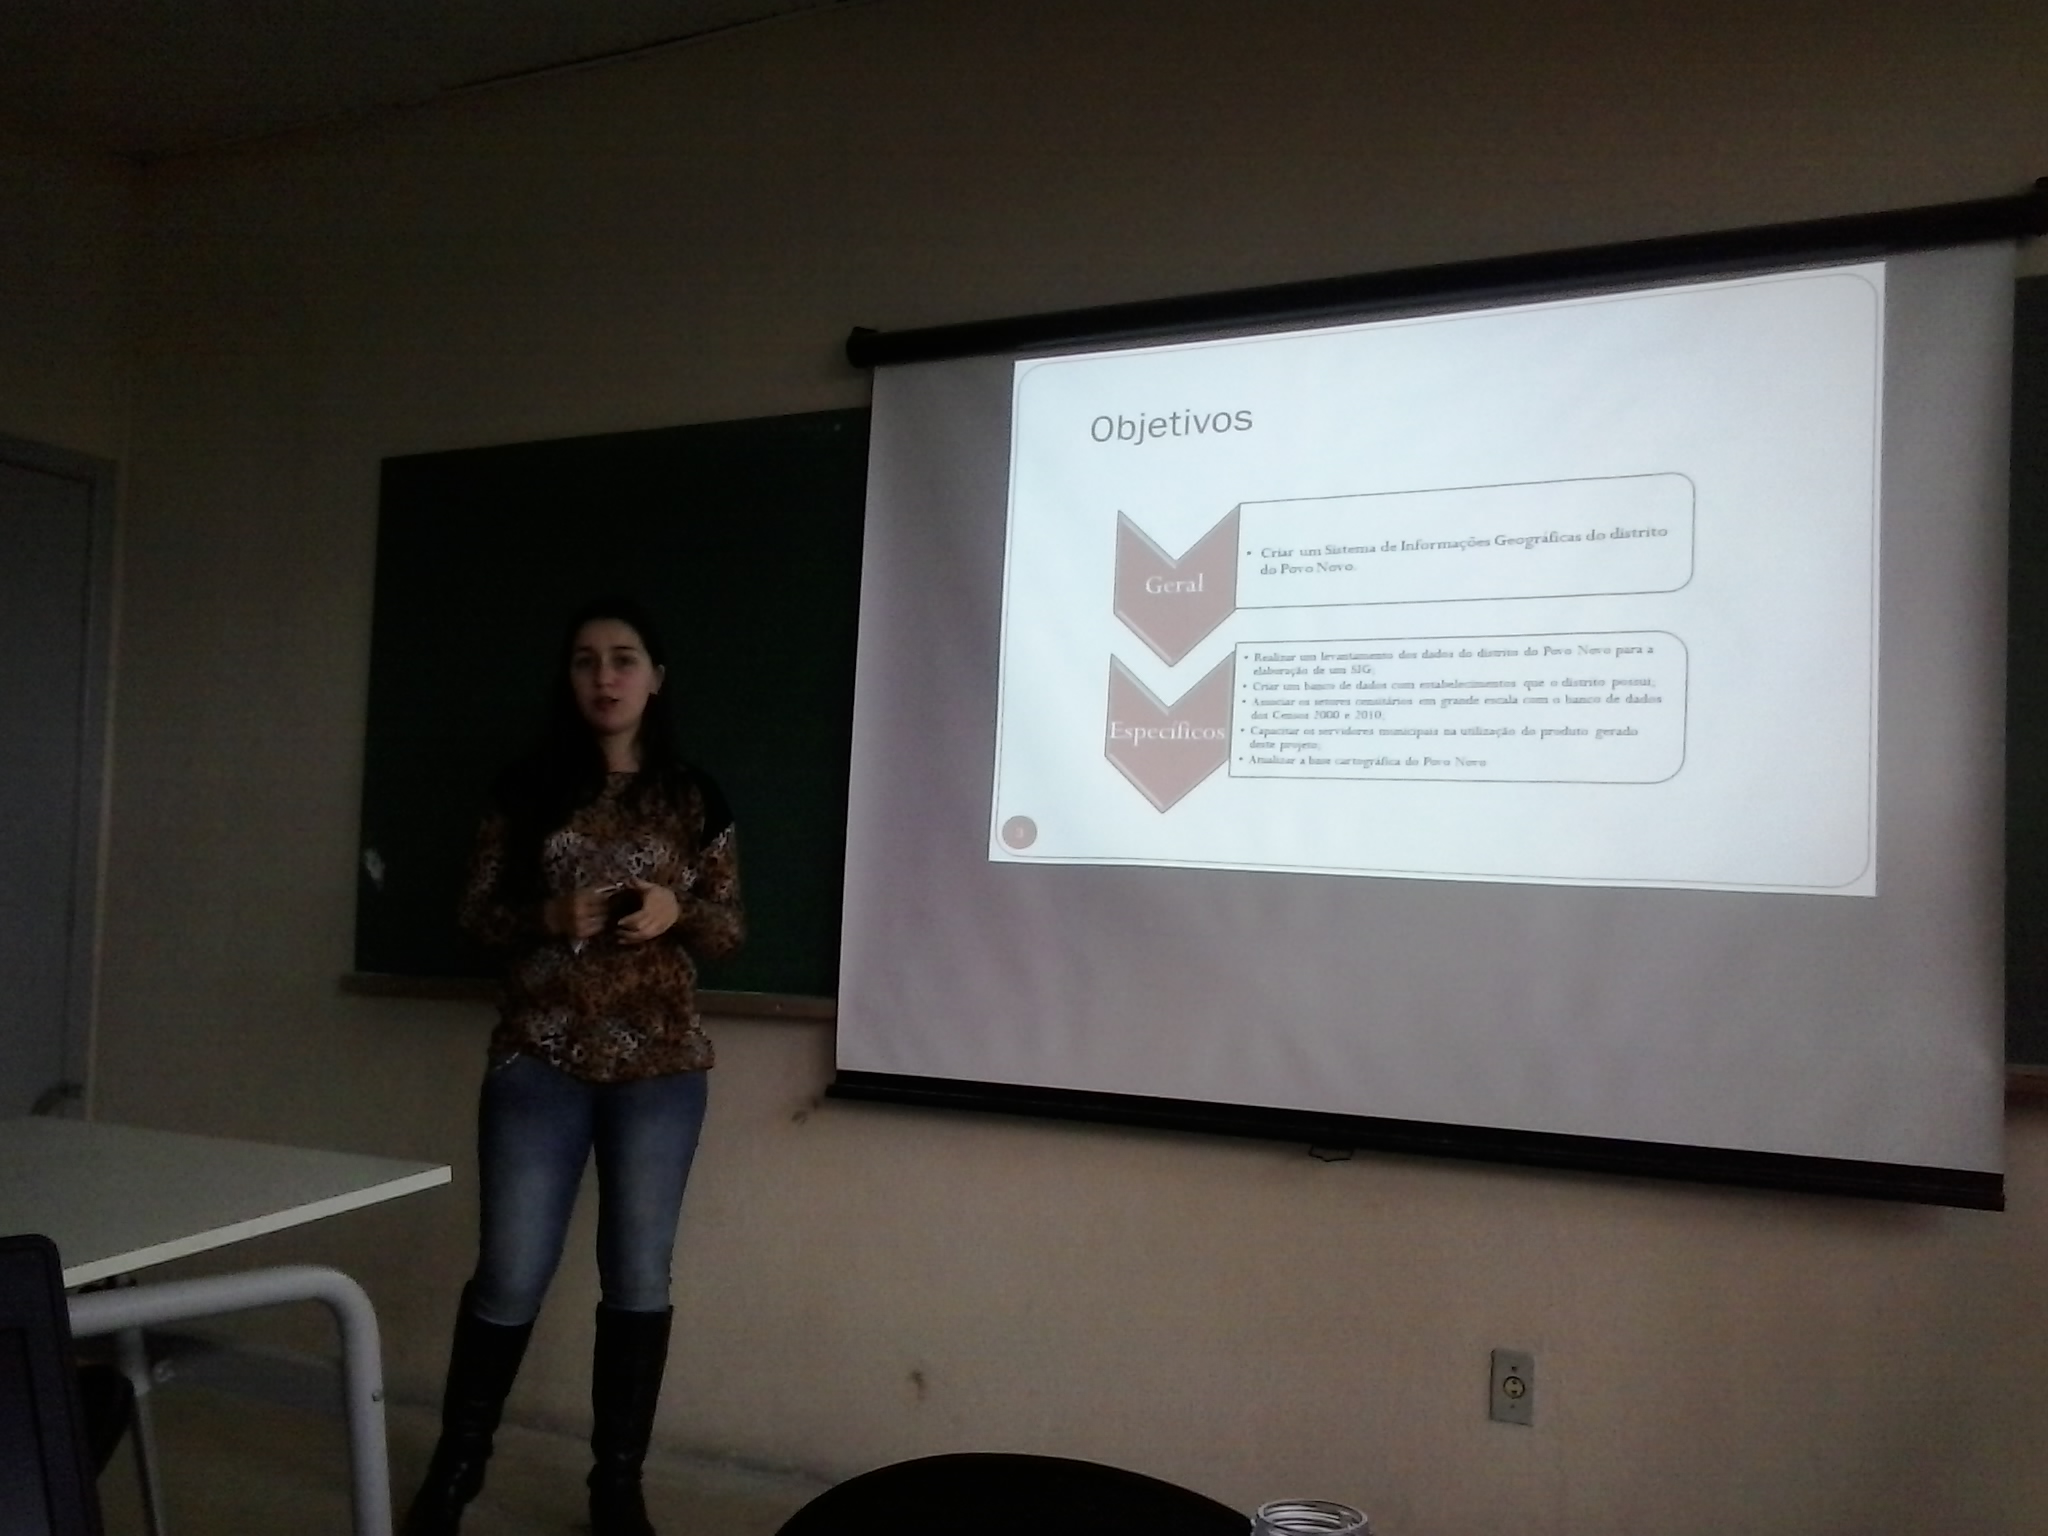 Objetivos
Geral
• Criar um Sistema de Informações Geográficas do distrito
do Povo Novo.
Específicos
• Realizar um levantamento dos dados do distrito do Povo Novo para a
elaboração de um SIG;
• Criar um banco de dados com estabelecimentos que o distrito possui;
• Associar os setores censitários em grande escala com o banco de dados
dos Censos 2000 e 2010;
• Capacitar os servidores municipais na utilização do produto gerado
deste projeto;
• Atualizar a base cartográfica do Povo Novo
3